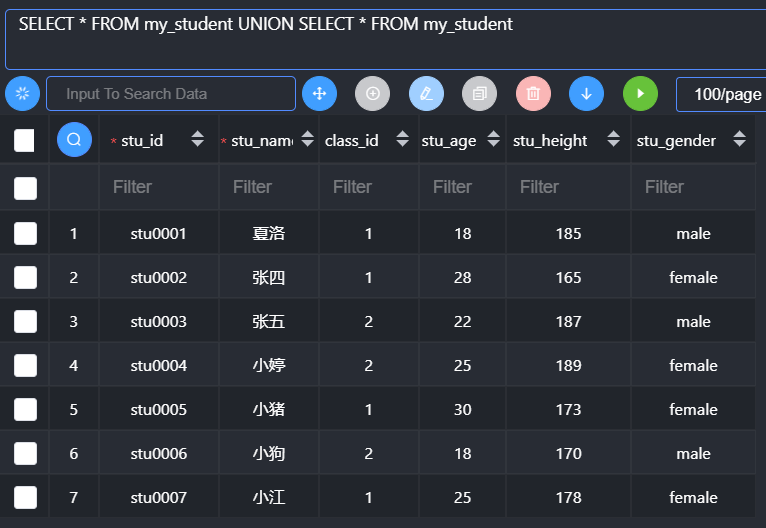 SELECT * FROM my_student UNION SELECT * FROM my_student
Input To Search Data 100/page
* stu_id * stu_name class_id stu_age stu_height stu_gender
Filter Filter Filter Filter Filter Filter
1 stu0001 夏洛 1 18 185 male
2 stu0002 张四 1 28 165 female
3 stu0003 张五 2 22 187 male
4 stu0004 小婷 2 25 189 female
5 stu0005 小猪 1 30 173 female
6 stu0006 小狗 2 18 170 male
7 stu0007 小江 1 25 178 female